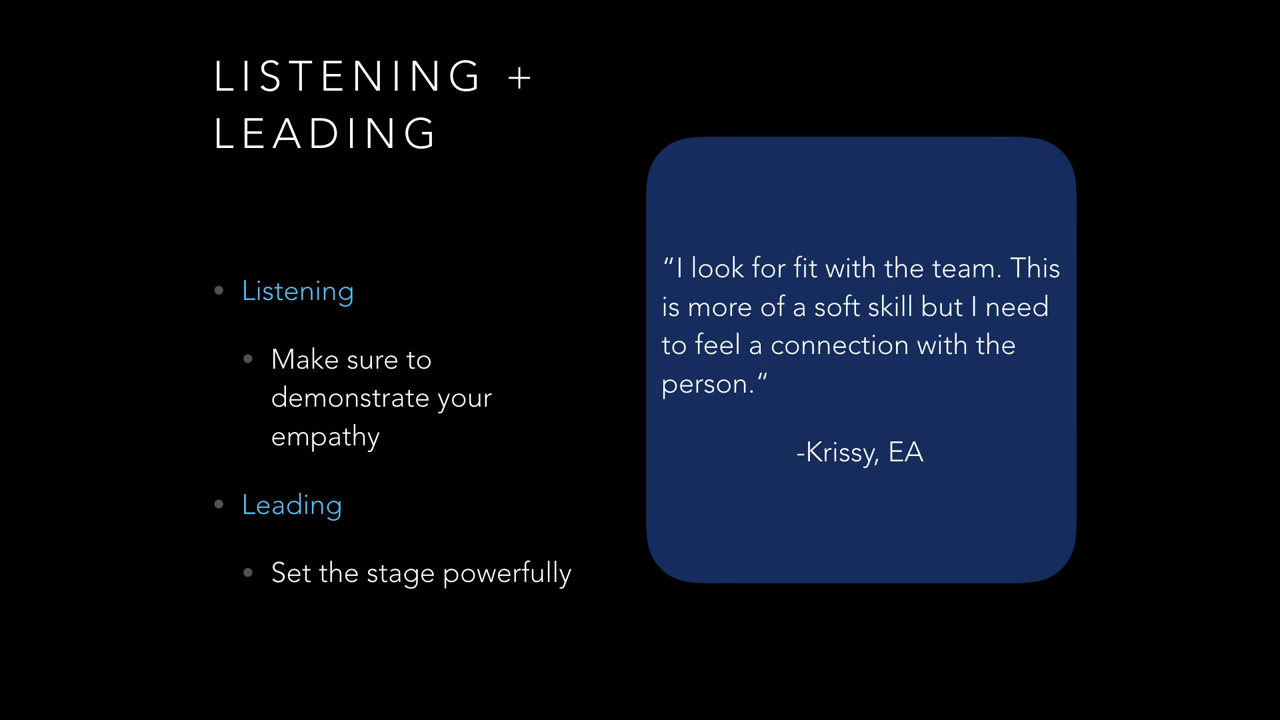 LISTENING +
LEADING
• Listening
• Make sure to
demonstrate your
empathy
• Leading
• Set the stage powerfully
“I look for fit with the team. This
is more of a soft skill but I need
to feel a connection with the
person.“
-Krissy, EA